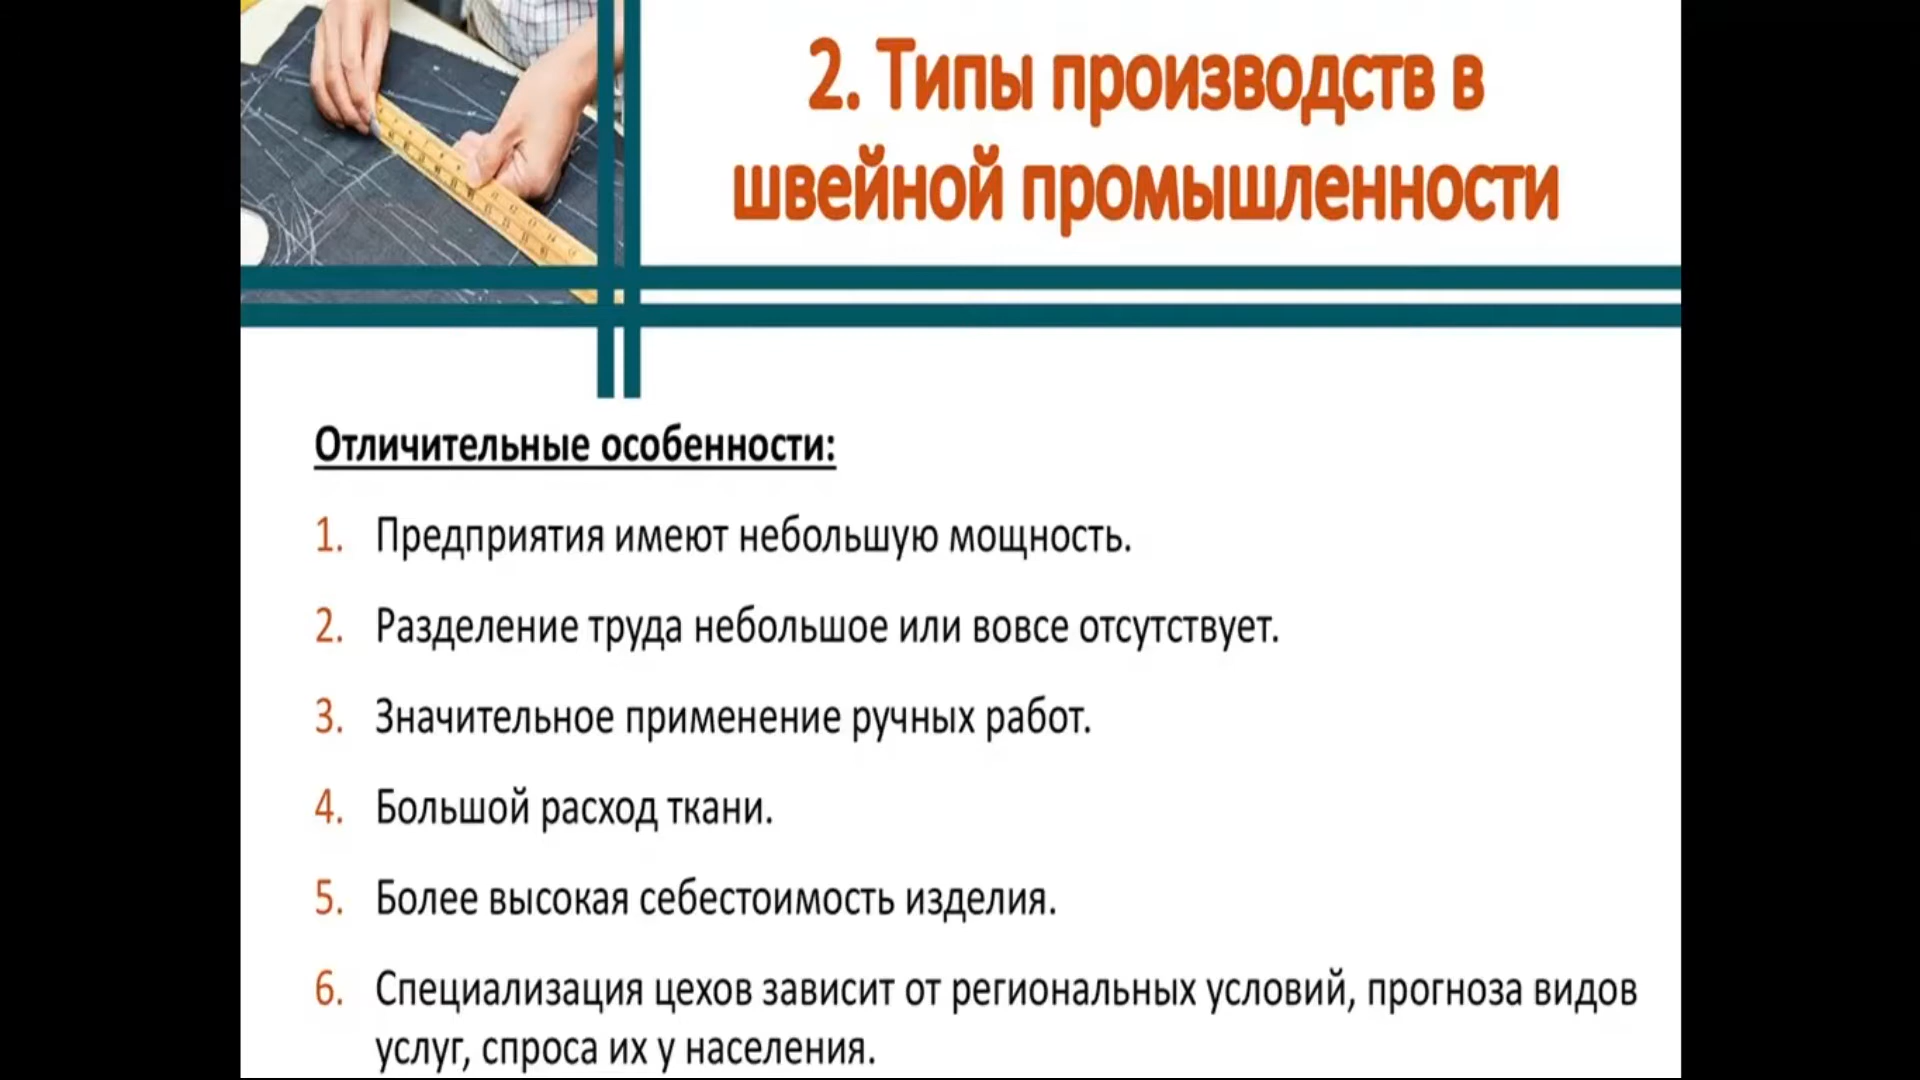 2. Типы производств в
швейной промышленности
Отличительные особенности:
1. Предприятия имеют небольшую мощность.
2. Разделение труда небольшое или вовсе отсутствует.
3. Значительное применение ручных работ.
4. Большой расход ткани.
5. Более высокая себестоимость изделия.
6. Специализация цехов зависит от региональных условий, прогноза видов
услуг, спроса их у населения.